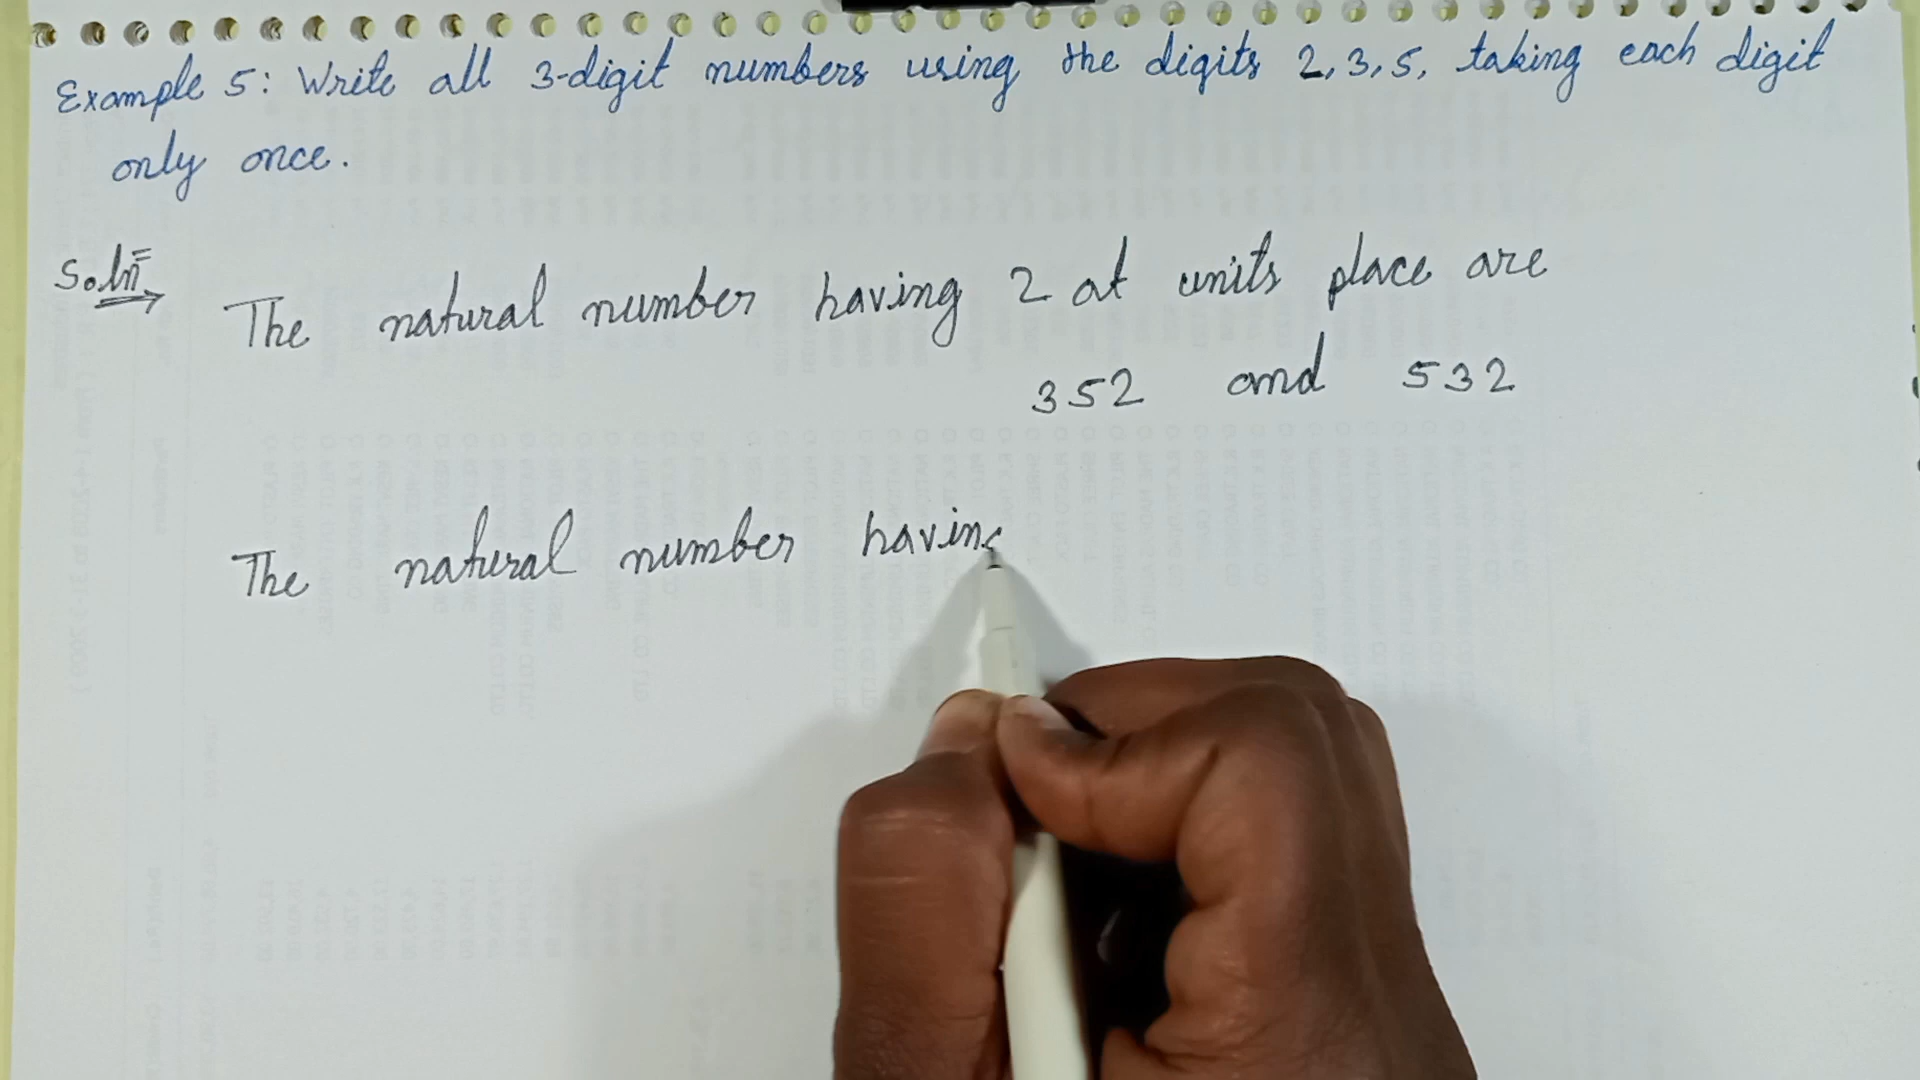 Example 5: Write all 3-digit numbers using the digits 2,3,5, taking each digit
only once.
Soln
The natural number having 2 at units place are
352 and 532
The natural number having